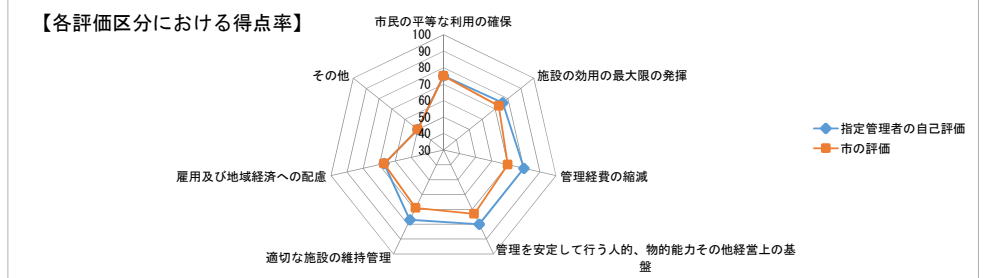 【各評価区分における得点率】
市民の平等な利用の確保
100
90
80
70
60
50
40
30
施設の効用の最大限の発揮
管理経費の縮減
管理を安定して行う人的、物的能力その他経営上の基
盤
適切な施設の維持管理
雇用及び地域経済への配慮
その他
指定管理者の自己評価
市の評価